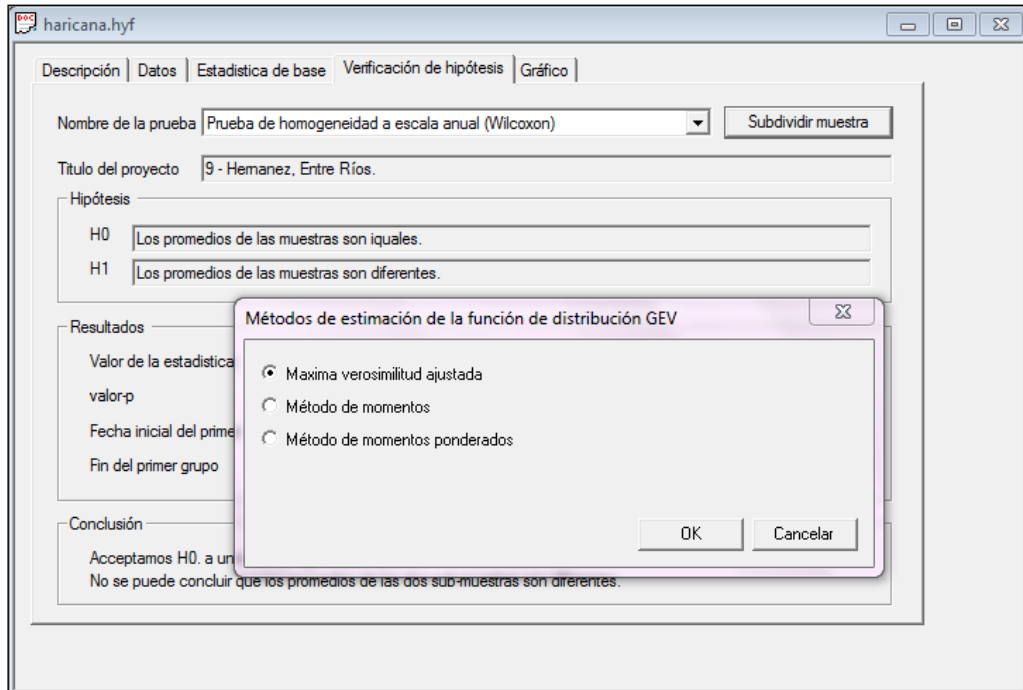 DOC
haricana.hyf
Descripción Datos Estadistica de base Verificación de hipótesis Gráfico
Nombre de la prueba Prueba de homogeneidad a escala anual (Wilcoxon) Subdividir muestra
Titulo del proyecto 9 - Hernanez, Entre Ríos.
Hipótesis
H0 Los promedios de las muestras son iquales.
H1 Los promedios de las muestras son diferentes.
Métodos de estimación de la función de distribución GEV
Resultados
Valor de la estadistica
Maxima verosimilitud ajustada
valor-p
Método de momentos
Fecha inicial del prime
Método de momentos ponderados
Fin del primer grupo
Conclusión
OK Cancelar
Acceptamos H0. a un
No se puede concluir que los promedios de las dos sub-muestras son diferentes.